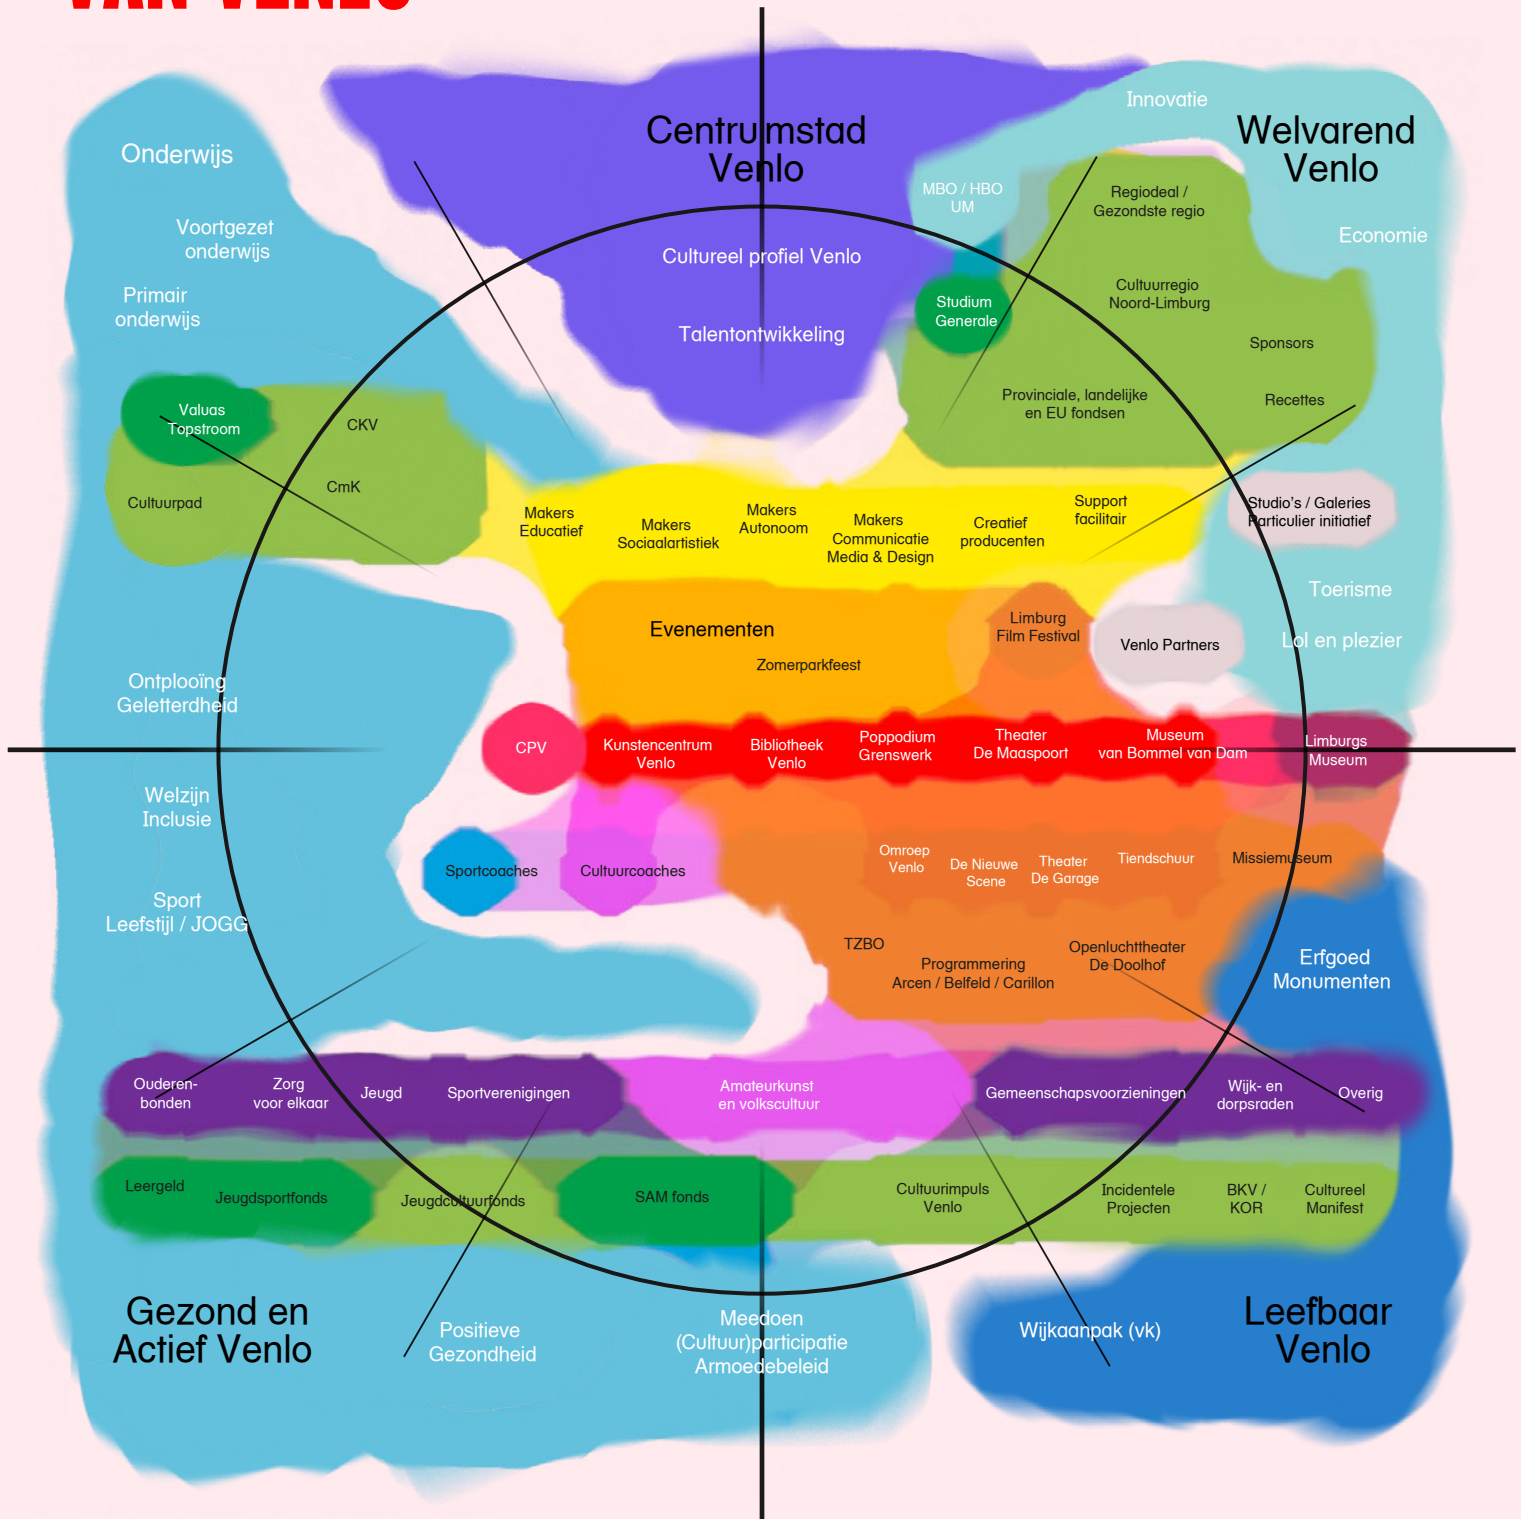 VAN VENLO
Centrumstad
Venlo
Innovatie
Welvarend
Venlo
Onderwijs
Voortgezet
onderwijs
Primair
onderwijs
MBO / HBO
UM
Regiodeal /
Gezondste regio
Economie
Cultureel profiel Venlo
Talentontwikkeling
Studium
Generale
Cultuurregio
Noord-Limburg
Sponsors
Provinciale, landelijke
en EU fondsen
Recettes
Valuas
Topstroom
CKV
CmK
Cultuurpad
Makers
Educatief
Makers
Sociaalartistiek
Makers
Autonoom
Makers
Communicatie
Media & Design
Creatief
producenten
Support
facilitair
Studio's / Galeries
Particulier initiatief
Toerisme
Lol en plezier
Evenementen
Zomerparkfeest
Limburg
Film Festival
Venlo Partners
Ontplooïng
Geletterdheid
CPV
Kunstencentrum
Venlo
Bibliotheek
Venlo
Poppodium
Grenswerk
Theater
De Maaspoort
Museum
van Bommel van Dam
Limburgs
Museum
Welzijn
Inclusie
Sport
Leefstijl / JOGG
Sportcoaches
Cultuurcoaches
Omroep
Venlo
De Nieuwe
Scene
Theater
De Garage
Tiendschuur
Missiemuseum
TZBO
Programmering
Arcen / Belfeld / Carillon
Openluchttheater
De Doolhof
Erfgoed
Monumenten
Ouderen-
bonden
Zorg
voor elkaar
Jeugd
Sportverenigingen
Amateurkunst
en volkscultuur
Gemeenschapsvoorzieningen
Wijk- en
dorpsraden
Overig
Leergeld
Jeugdsportfonds
Jeugdcultuurfonds
SAM fonds
Cultuurimpuls
Venlo
Incidentele
Projecten
BKV /
KOR
Cultureel
Manifest
Gezond en
Actief Venlo
Positieve
Gezondheid
Meedoen
(Cultuur)participatie
Armoedebeleid
Wijkaanpak (vk)
Leefbaar
Venlo